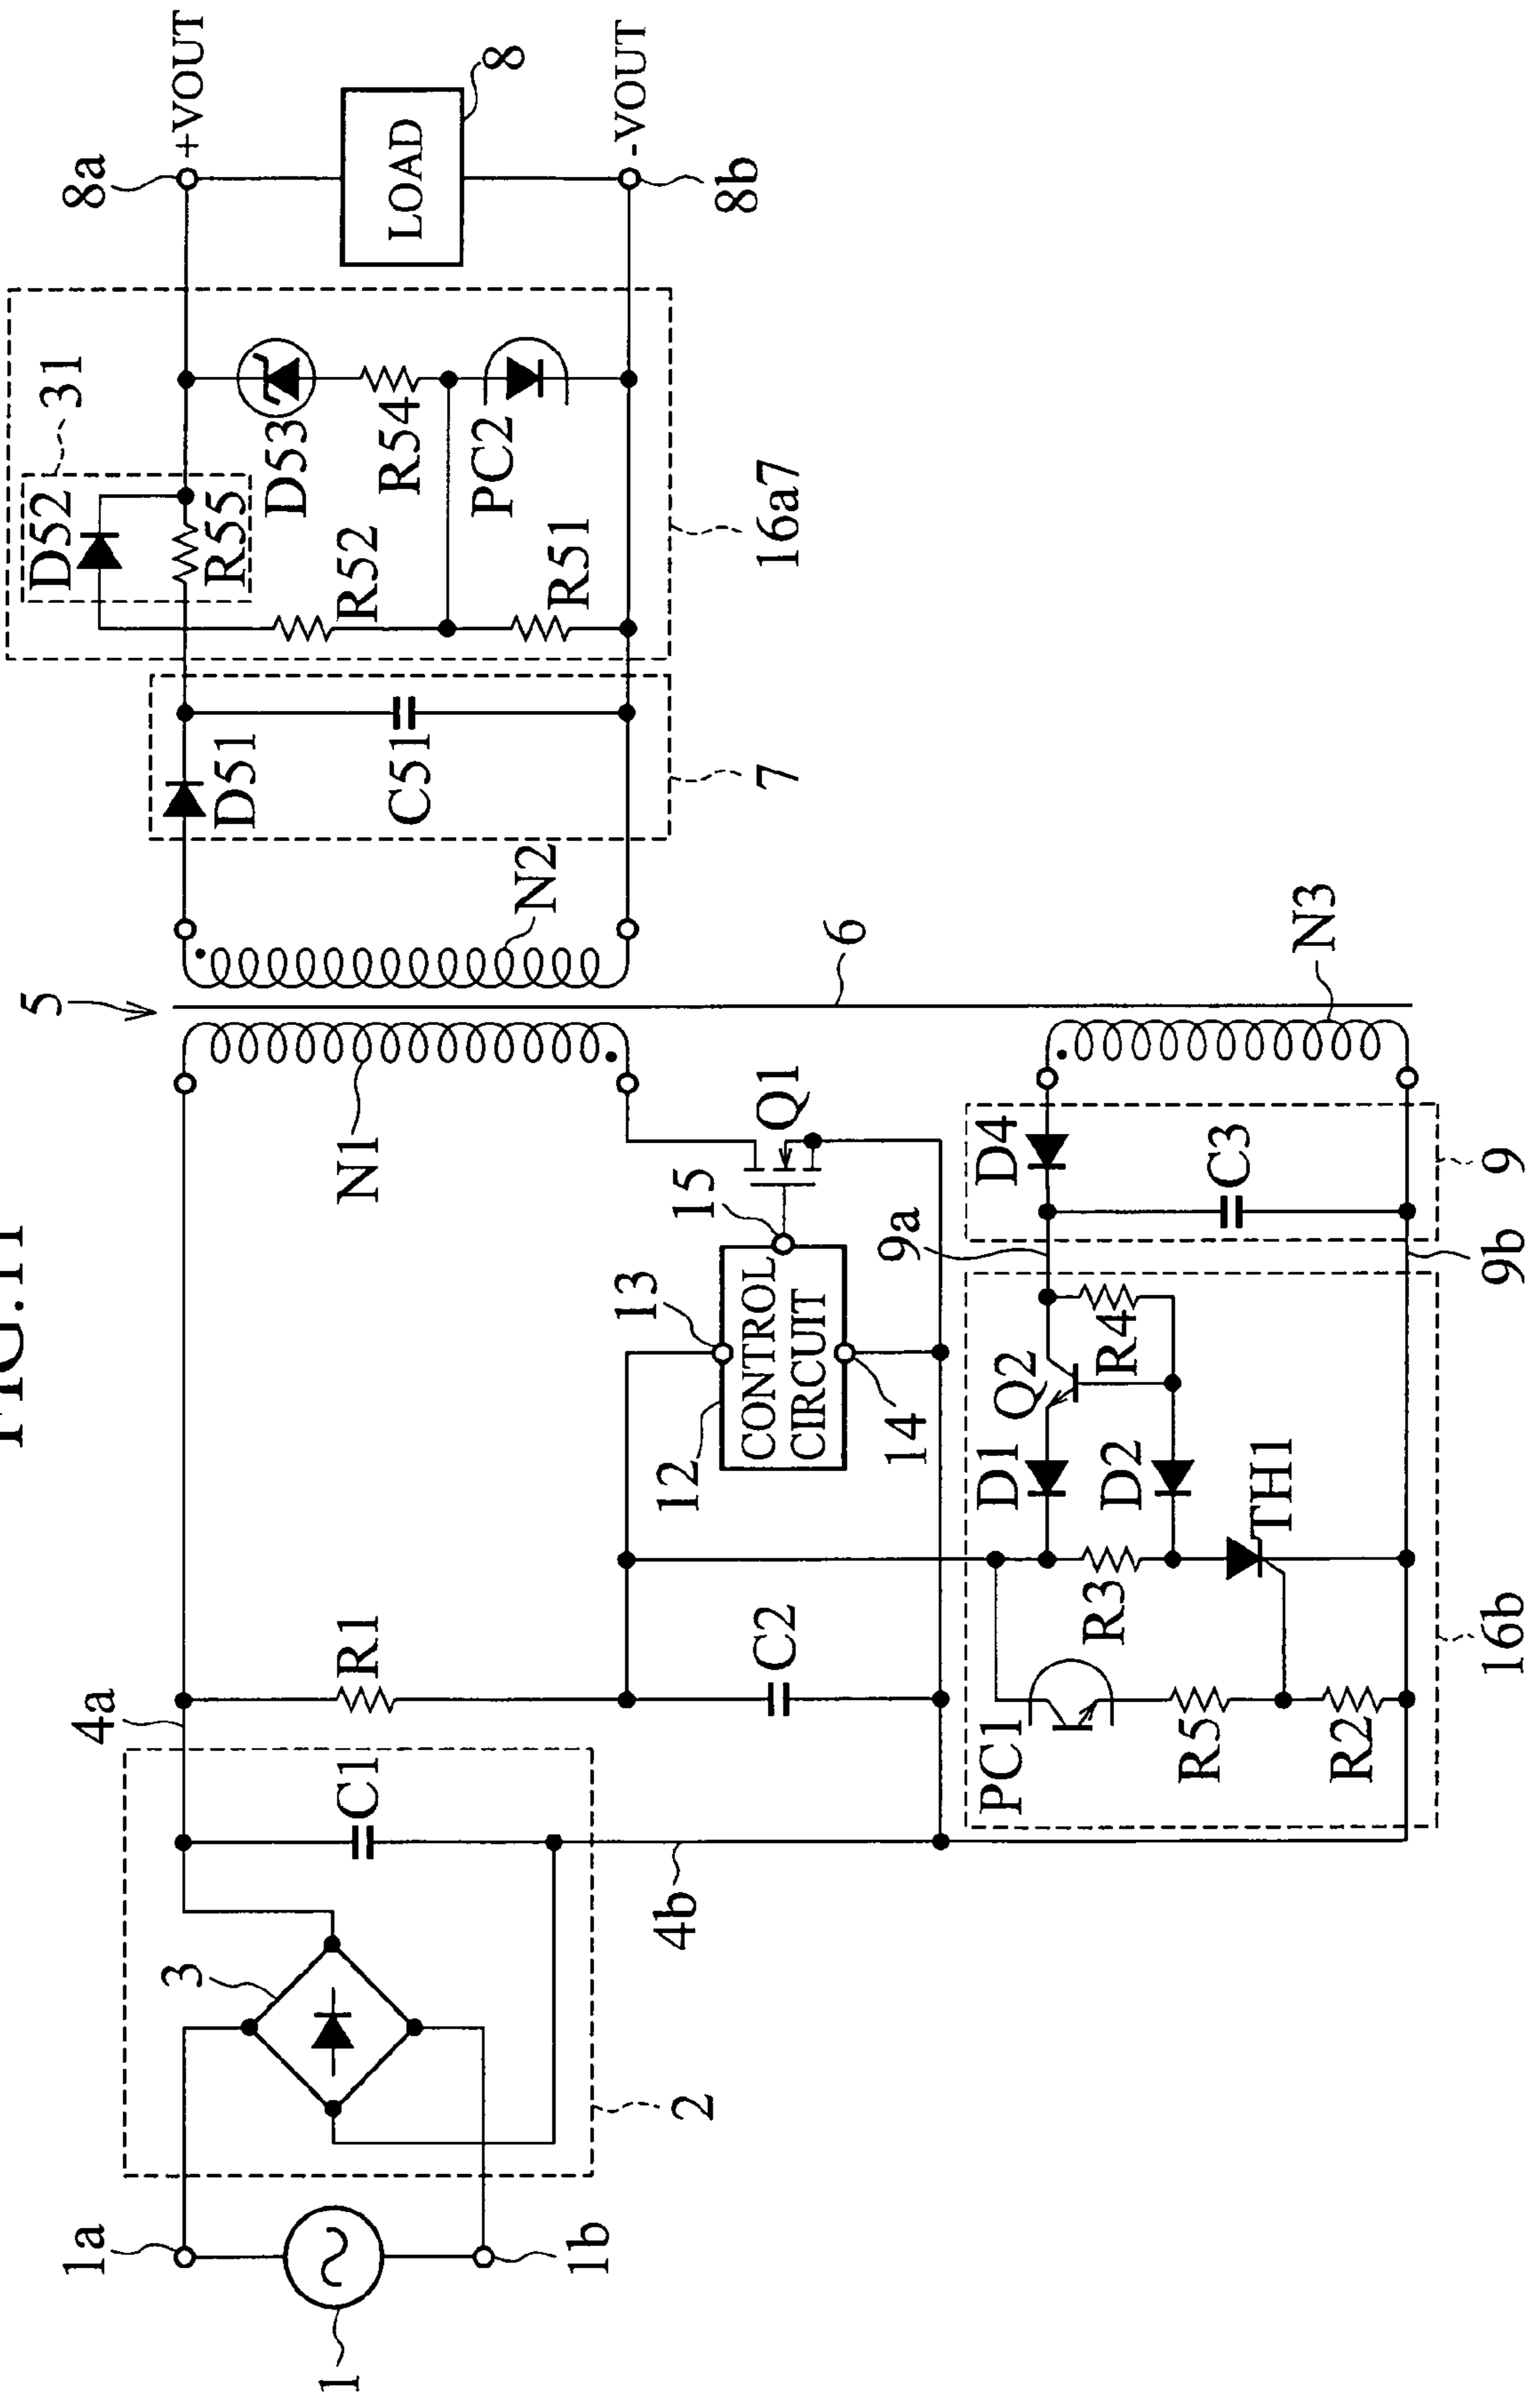 FIG.11
5
4a
1a
1
1b
3
2
C1
4b
R1
C2
N1
N2
6
12
13
CONTROL
CIRCUIT
14
15
Q1
D51
C51
7
D52
R55
31
R52
R51
D53
R54
PC2
16a7
8a
+VOUT
LOAD
8
-VOUT
8b
PC1
R5
R2
R3
D1
D2
TH1
Q2
R4
16b
9a
9b
D4
C3
9
N3